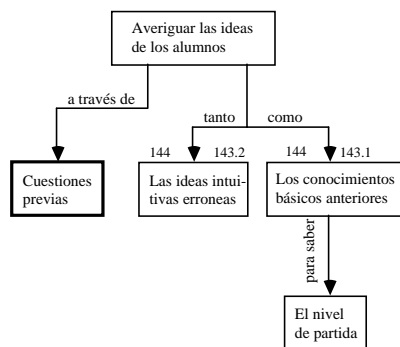 Averiguar las ideas
de los alumnos
a través de
tanto
como
144
143.2
144
143.1
Cuestiones
previas
Las ideas intui-
tivas erroneas
Los conocimientos
básicos anteriores
para saber
El nivel
de partida